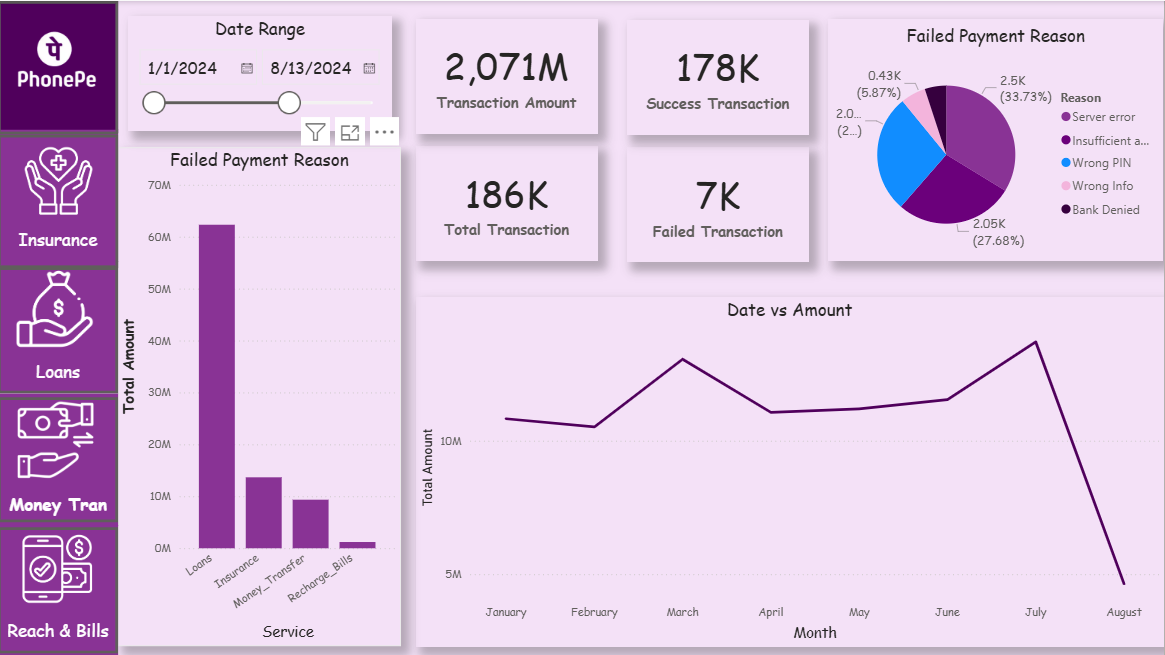 पे
PhonePe
Insurance
Loans
Money Tran
Reach & Bills
Date Range
1/1/2024 8/13/2024
Failed Payment Reason
70M
60M
50M
40M
30M
20M
10M
0M
Total Amount
Loans
Insurance
Money_Transfer
Recharge_Bills
Service
2,071M
Transaction Amount
178K
Success Transaction
186K
Total Transaction
7K
Failed Transaction
Failed Payment Reason
0.43K
(5.87%)
2.0...
(2...)
2.5K
(33.73%)
2.05K
(27.68%)
Reason
Server error
Insufficient a...
Wrong PIN
Wrong Info
Bank Denied
Date vs Amount
Total Amount
10M
5M
January February March April May June July August
Month